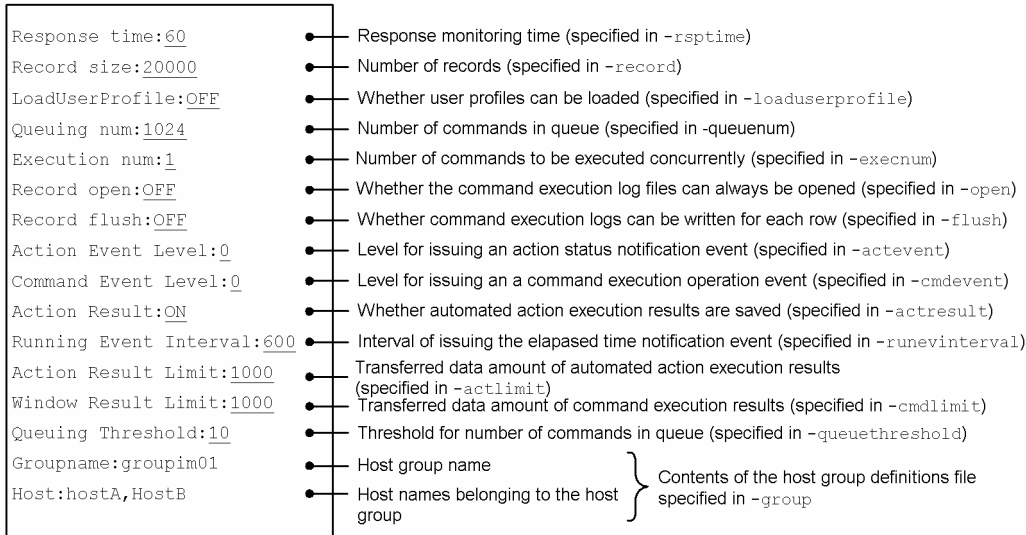 Response time:60 Response monitoring time (specified in -rsptime)
Record size:20000 Number of records (specified in -record)
LoadUserProfile:OFF Whether user profiles can be loaded (specified in -loaduserprofile)
Queuing num:1024 Number of commands in queue (specified in -queuenum)
Execution num:1 Number of commands to be executed concurrently (specified in -execnum)
Record open:OFF Whether the command execution log files can always be opened (specified in -open)
Record flush:OFF Whether command execution logs can be written for each row (specified in -flush)
Action Event Level:0 Level for issuing an action status notification event (specified in -actevent)
Command Event Level:0 Level for issuing an a command execution operation event (specified in -cmdevent)
Action Result:ON Whether automated action execution results are saved (specified in -actresult)
Running Event Interval:600 Interval of issuing the elapased time notification event (specified in -runevinterval)
Action Result Limit:1000 Transferred data amount of automated action execution results
(specified in -actlimit)
Window Result Limit:1000 Transferred data amount of command execution results (specified in -cmdlimit)
Queuing Threshold:10 Threshold for number of commands in queue (specified in -queuethreshold)
Groupname:groupim01 Host group name
Host:hostA,HostB Host names belonging to the host
group
Contents of the host group definitions file
specified in -group